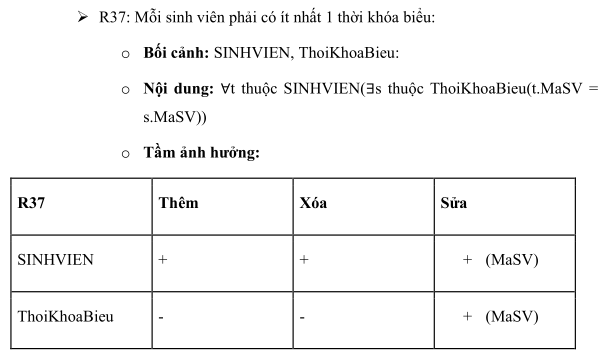 ➢ R37: Mỗi sinh viên phải có ít nhất 1 thời khóa biểu:
o Bối cảnh: SINHVIEN, ThoiKhoaBieu:
o Nội dung: ∀t thuộc SINHVIEN(∃s thuộc ThoiKhoaBieu(t.MaSV =
s.MaSV))
o Tầm ảnh hưởng:
R37 Thêm Xóa Sửa
SINHVIEN + + + (MaSV)
ThoiKhoaBieu - - + (MaSV)